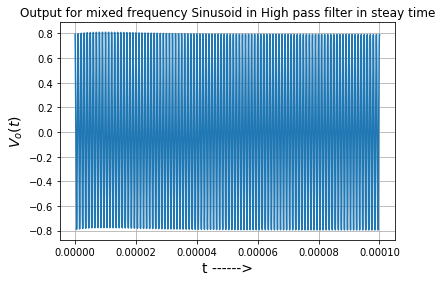 Output for mixed frequency Sinusoid in High pass filter in steay time
0.8
0.6
0.4
0.2
0.0
-0.2
-0.4
-0.6
-0.8
V_o(t)
0.00000 0.00002 0.00004 0.00006 0.00008 0.00010
t ------>